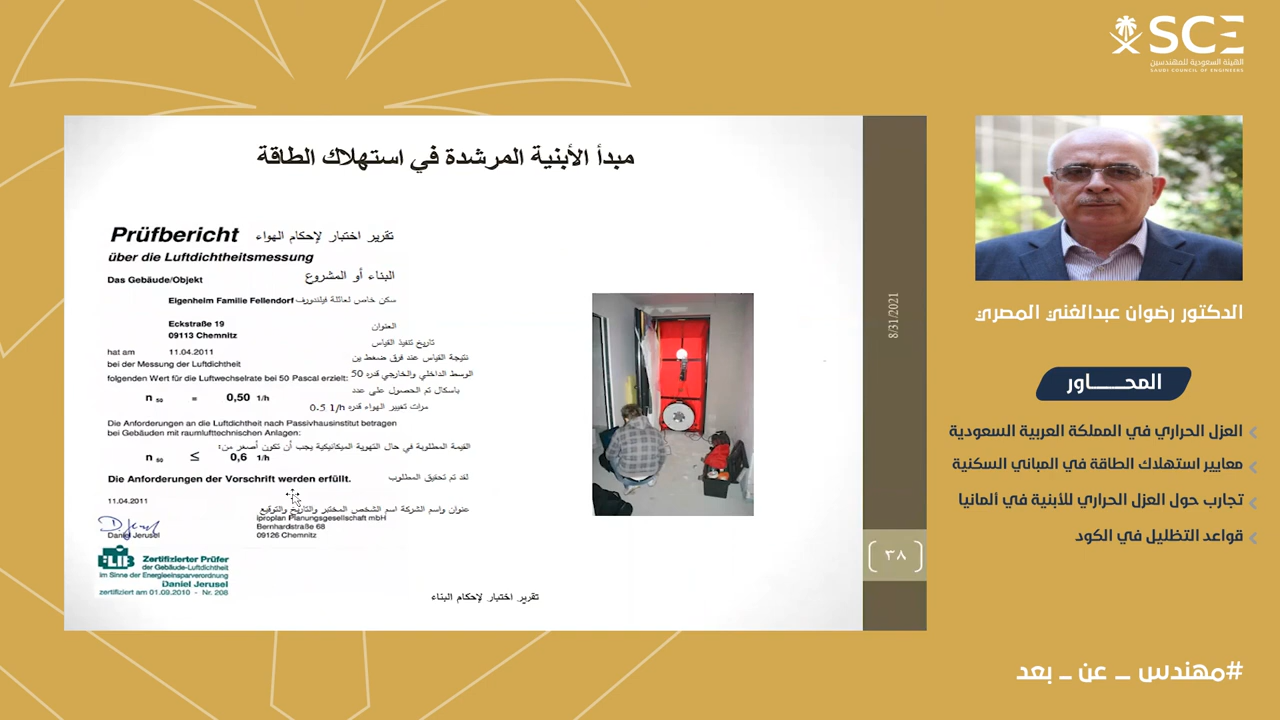 SCE
الهيئة السعودية للمهندسين
SAUDI COUNCIL OF ENGINEERS
مبدأ الأبنية المرشدة في استهلاك الطاقة
Prüfbericht تقرير اختبار لإحكام الهواء
über die Luftdichtheitsmessung
Das Gebäude/Objekt البناء أو المشروع
Eigenheim Familie Fellendorf سكن خاص لعائلة فيلندورف
Eckstraße 19 العنوان
09113 Chemnitz
تاريخ تنفيذ القياس
hat am 11.04.2011
نتيجة القياس عند فرق ضغط بن
bei der Messung der Luftdichtheit
الوسط الداخلي والخارجي قدره 50
folgenden Wert für die Luftwechselrate bei 50 Pascal erzielt:
باسكال تم الحصول على عدد
n 50 = 0,50 1/h
مرات تغيير الهواء قدره 0.5 1/h
Die Anforderungen an die Luftdichtheit nach Passivhausinstitut betragen
bei Gebäuden mit raumlufttechnischen Anlagen:
القيمة المطلوبة في حال التهوية الميكانيكية يجب أن تكون أصغر من:
n 50 ≤ 0,6 1/h
Die Anforderungen der Vorschrift werden erfüllt. لقد تم تحقيق المطلوب
11.04.2011
عنوان واسم الشركة اسم الشخص المختبر والتاريخ والتوقيع
iproplan Planungsgesellschaft mbH
Bernhardstraße 68
Daniel Jerusel 09126 Chemnitz
FLIB
Zertifizierter Prüfer
der Gebäude-Luftdichtheit
im Sinne der Energieeinsparverordnung
Daniel Jerusel
zertifiziert am 01.09.2010 - Nr. 208
تقرير اختبار لإحكام البناء
8/31/2021
٣٨
الدكتور رضوان عبدالغني المصري
المحـــــاور
العزل الحراري في المملكة العربية السعودية
معايير استهلاك الطاقة في المباني السكنية
تجارب حول العزل الحراري للأبنية في ألمانيا
قواعد التظليل في الكود
#مهندس _ عن _ بعد